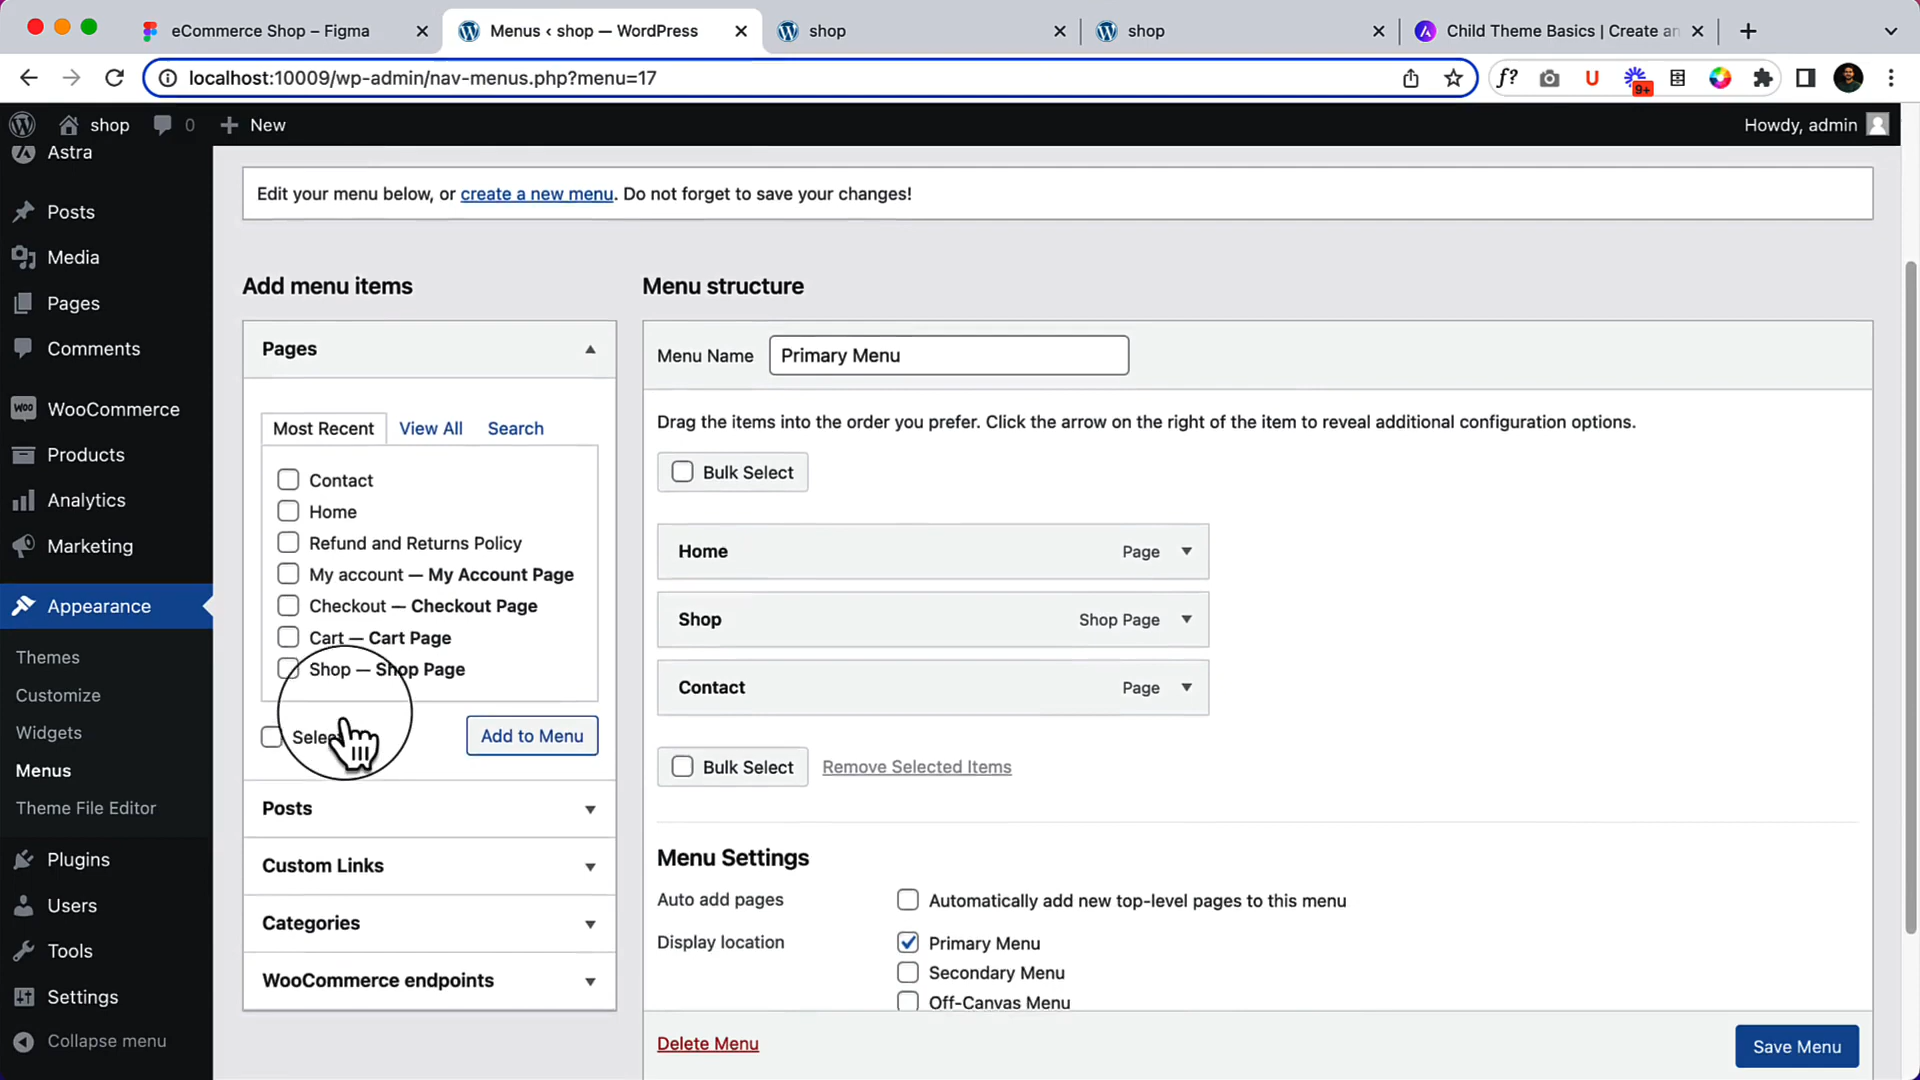 eCommerce Shop – Figma
Menus ‹ shop — WordPress
shop
shop
Child Theme Basics | Create an
localhost:10009/wp-admin/nav-menus.php?menu=17
f?
U
9+
shop
0
New
Howdy, admin
Astra
Posts
Media
Pages
Comments
WooCommerce
Products
Analytics
Marketing
Appearance
Themes
Customize
Widgets
Menus
Theme File Editor
Plugins
Users
Tools
Settings
Collapse menu
Edit your menu below, or create a new menu. Do not forget to save your changes!
Add menu items
Pages
Most Recent
View All
Search
Contact
Home
Refund and Returns Policy
My account — My Account Page
Checkout — Checkout Page
Cart — Cart Page
Shop — Shop Page
Add to Menu
Posts
Custom Links
Categories
WooCommerce endpoints
Menu structure
Menu Name
Primary Menu
Drag the items into the order you prefer. Click the arrow on the right of the item to reveal additional configuration options.
Bulk Select
Home
Page
Shop
Shop Page
Contact
Page
Bulk Select
Remove Selected Items
Menu Settings
Auto add pages
Automatically add new top-level pages to this menu
Display location
Primary Menu
Secondary Menu
Off-Canvas Menu
Delete Menu
Save Menu